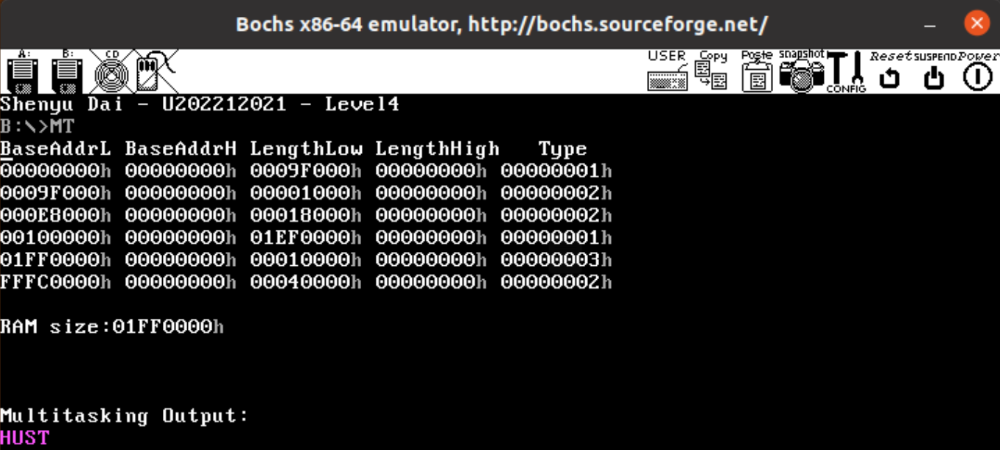 Bochs x86-64 emulator, http://bochs.sourceforge.net/
A: B: CD USER Copy Paste snapshot CONFIG Reset SUSPEND Power
Shenyu Dai - U202212021 - Level4
B:\>MT
BaseAddrL BaseAddrH LengthLow LengthHigh Type
00000000h 00000000h 0009F000h 00000000h 00000001h
0009F000h 00000000h 00001000h 00000000h 00000002h
000E8000h 00000000h 00018000h 00000000h 00000002h
00100000h 00000000h 01EF0000h 00000000h 00000001h
01FF0000h 00000000h 00010000h 00000000h 00000003h
FFFC0000h 00000000h 00040000h 00000000h 00000002h
RAM size:01FF0000h
Multitasking Output:
HUST